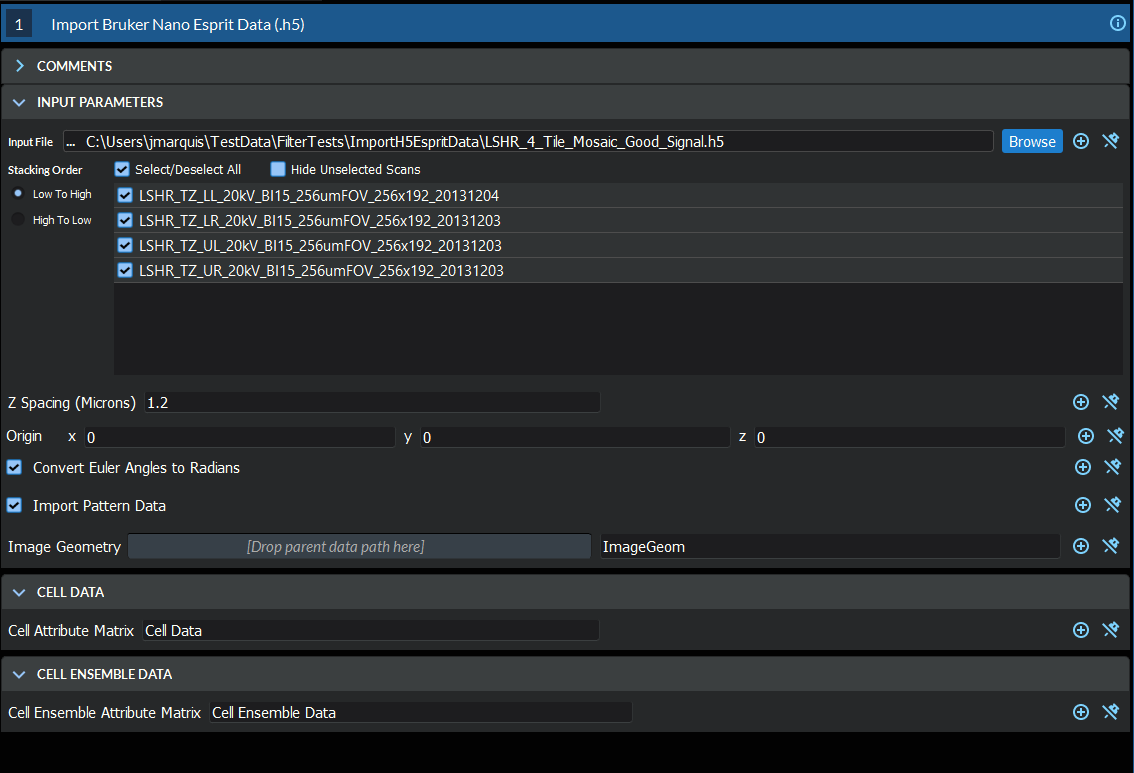 1 Import Bruker Nano Esprit Data (.h5)
COMMENTS
INPUT PARAMETERS
Input File ... C:\Users\jmarquis\TestData\FilterTests\ImportH5EspritData\LSHR_4_Tile_Mosaic_Good_Signal.h5 Browse
Stacking Order Select/Deselect All Hide Unselected Scans
Low To High LSHR_TZ_LL_20kV_BI15_256umFOV_256x192_20131204
High To Low LSHR_TZ_LR_20kV_BI15_256umFOV_256x192_20131203
LSHR_TZ_UL_20kV_BI15_256umFOV_256x192_20131203
LSHR_TZ_UR_20kV_BI15_256umFOV_256x192_20131203
Z Spacing (Microns) 1.2
Origin x 0 y 0 z 0
Convert Euler Angles to Radians
Import Pattern Data
Image Geometry [Drop parent data path here] ImageGeom
CELL DATA
Cell Attribute Matrix Cell Data
CELL ENSEMBLE DATA
Cell Ensemble Attribute Matrix Cell Ensemble Data